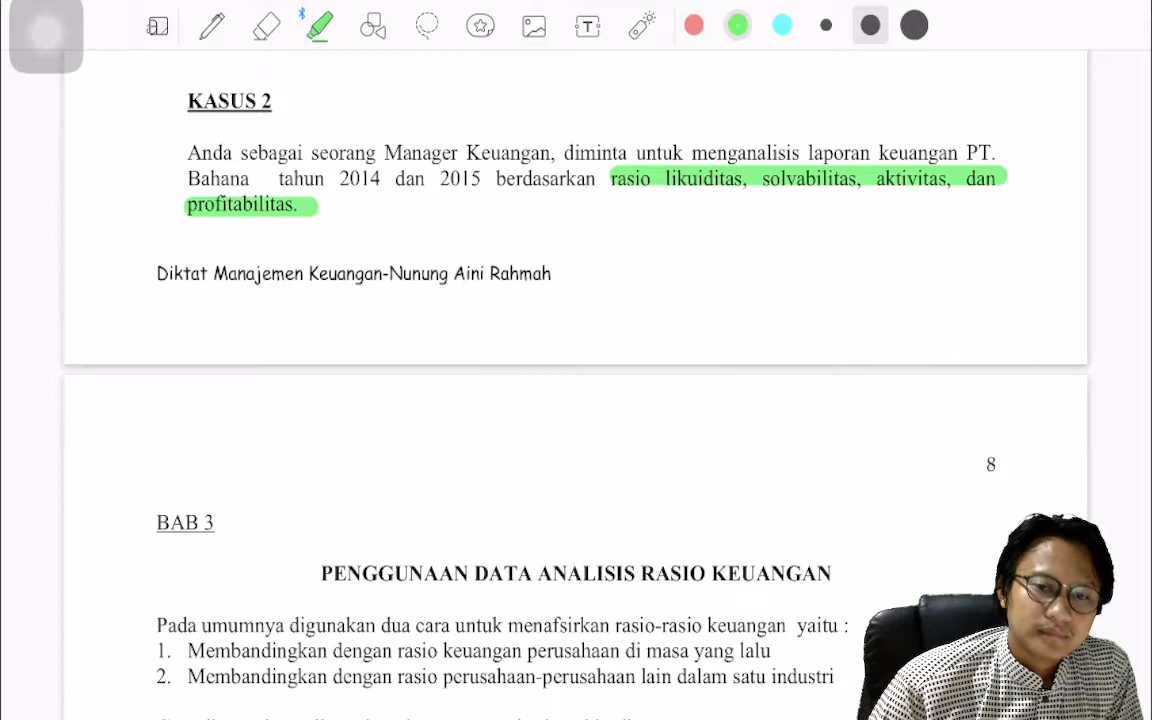 KASUS 2
Anda sebagai seorang Manager Keuangan, diminta untuk menganalisis laporan keuangan PT.
Bahana tahun 2014 dan 2015 berdasarkan rasio likuiditas, solvabilitas, aktivitas, dan
profitabilitas.
Diktat Manajemen Keuangan-Nunung Aini Rahmah
8
BAB 3
PENGGUNAAN DATA ANALISIS RASIO KEUANGAN
Pada umumnya digunakan dua cara untuk menafsirkan rasio-rasio keuangan yaitu :
1. Membandingkan dengan rasio keuangan perusahaan di masa yang lalu
2. Membandingkan dengan rasio perusahaan-perusahaan lain dalam satu industri